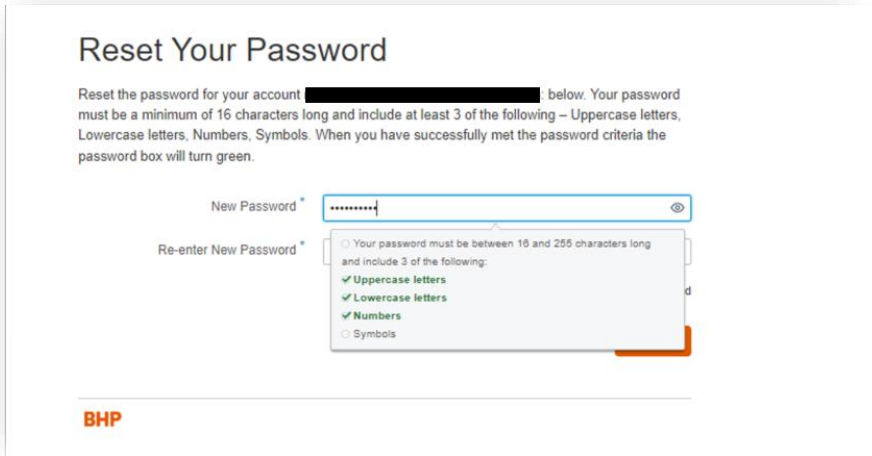 Reset Your Password
Reset the password for your account : below. Your password
must be a minimum of 16 characters long and include at least 3 of the following – Uppercase letters,
Lowercase letters, Numbers, Symbols. When you have successfully met the password criteria the
password box will turn green.
New Password *
••••••••••
Re-enter New Password *
Your password must be between 16 and 255 characters long
and include 3 of the following:
Uppercase letters
Lowercase letters
Numbers
Symbols
d
BHP